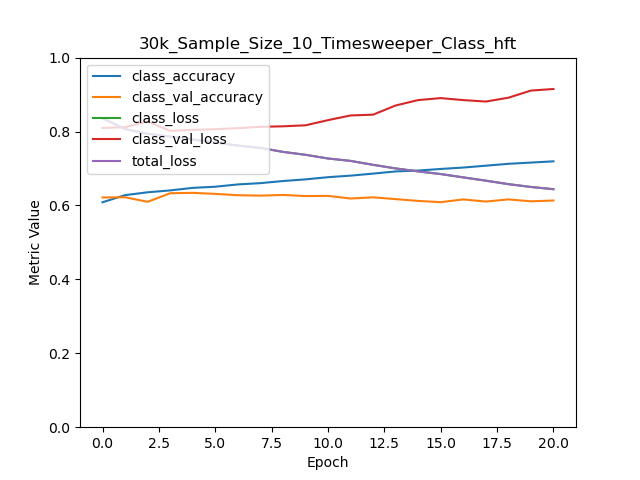 30k_Sample_Size_10_Timesweeper_Class_hft
1.0
0.8
0.6
0.4
0.2
0.0
Metric Value
class_accuracy
class_val_accuracy
class_loss
class_val_loss
total_loss
0.0 2.5 5.0 7.5 10.0 12.5 15.0 17.5 20.0
Epoch